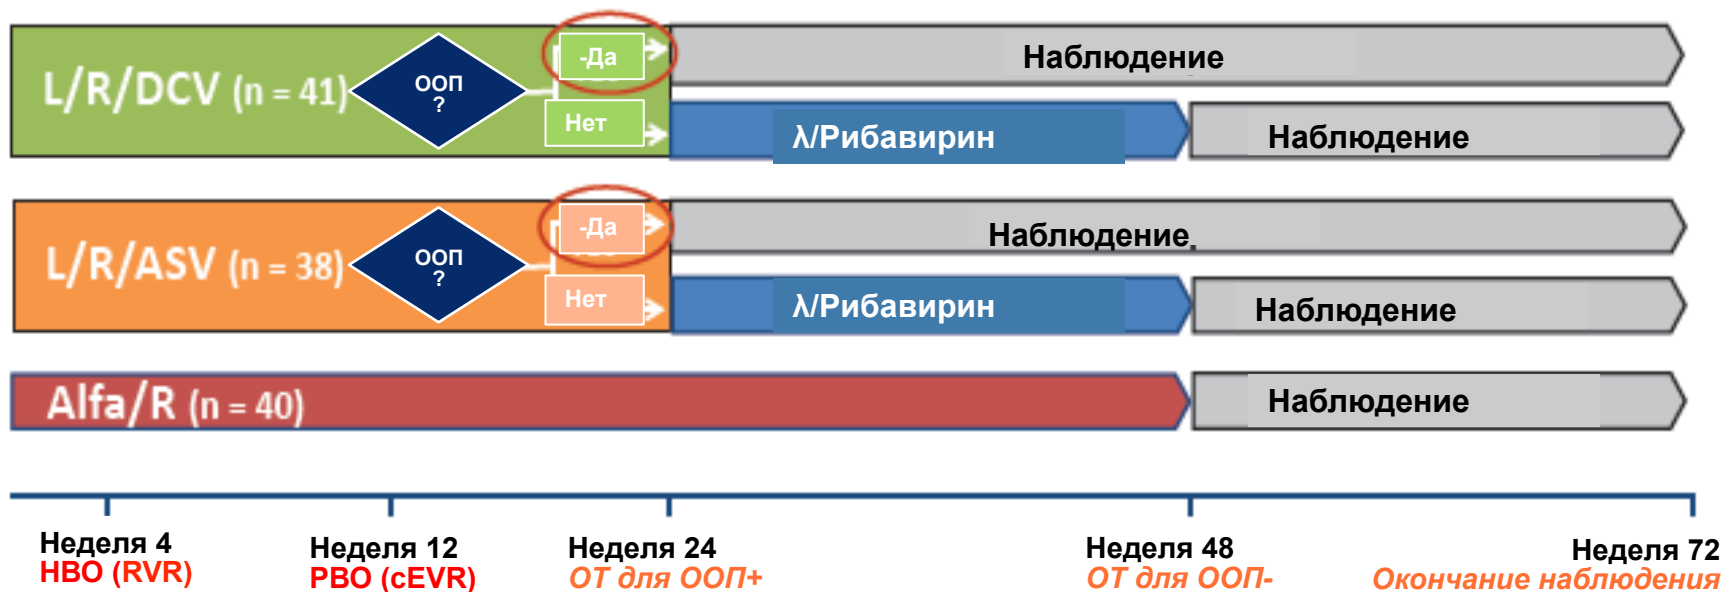 L/R/DCV (n = 41)
ООП
?
-Да
Нет
Наблюдение
λ/Рибавирин
Наблюдение
L/R/ASV (n = 38)
ООП
?
-Да
Нет
Наблюдение
λ/Рибавирин
Наблюдение
Alfa/R (n = 40)
Наблюдение
Неделя 4
НВО (RVR)
Неделя 12
РВО (cEVR)
Неделя 24
ОТ для ООП+
Неделя 48
ОТ для ООП-
Неделя 72
Окончание наблюдения